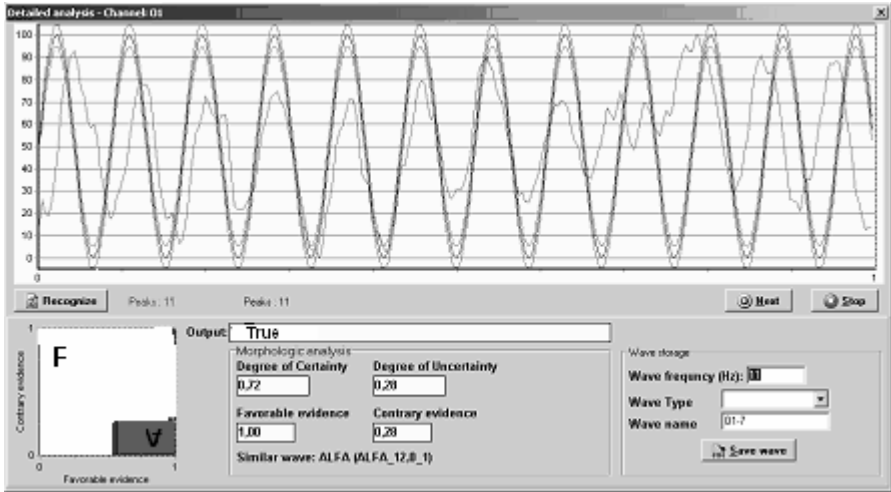 Detailed analysis - Channel: O1
100
90
80
70
60
50
40
30
20
10
0
0 1
Recognize Peaks : 11 Peaks : 11 Next Stop
Output: True
1
F
Contrary evidence
∀
0
0 1
Favorable evidence
Morphologic analysis
Degree of Certainty Degree of Uncertainty
0,72 0,28
Favorable evidence Contrary evidence
1,00 0,28
Similar wave: ALFA (ALFA_12,0_1)
Wave storage
Wave frequncy (Hz): 11
Wave Type
Wave name O1-7
Save wave